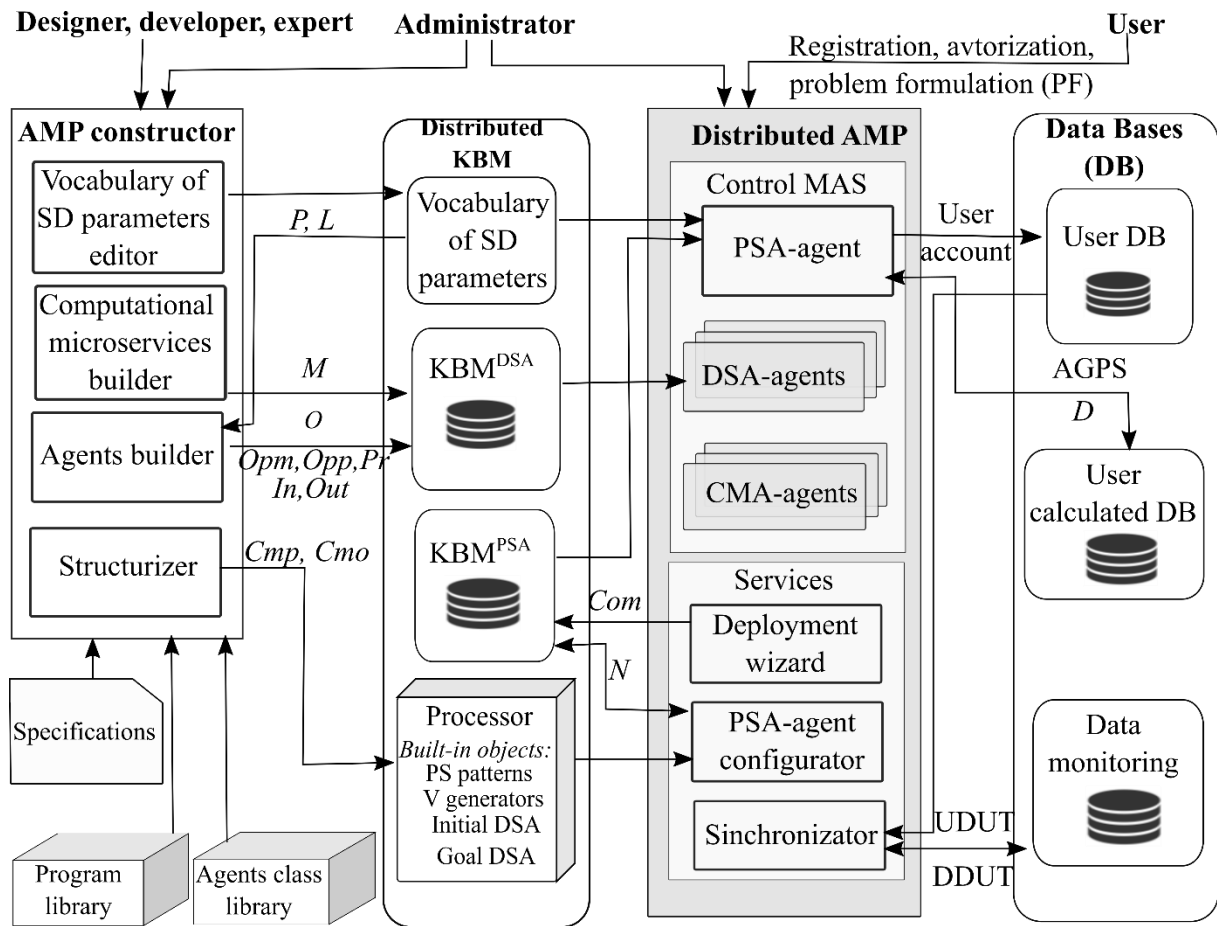 Designer, developer, expert
Administrator
User
Registration, avtorization,
problem formulation (PF)
AMP constructor
Vocabulary of
SD parameters
editor
Computational
microservices
builder
Agents builder
Structurizer
Specifications
Program
library
Agents class
library
P, L
M
O
Opm,Opp,Pr
In,Out
Cmp, Cmo
Distributed
KBM
Vocabulary
of SD
parameters
KBM^DSA
KBM^PSA
Processor
Built-in objects:
PS patterns
V generators
Initial DSA
Goal DSA
Com
N
Distributed AMP
Control MAS
PSA-agent
DSA-agents
CMA-agents
Services
Deployment
wizard
PSA-agent
configurator
Sinchronizator
User
account
AGPS
D
UDUT
DDUT
Data Bases
(DB)
User DB
User
calculated DB
Data
monitoring